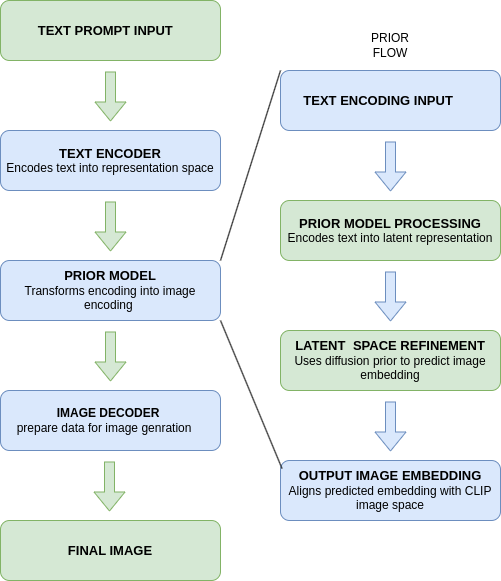 TEXT PROMPT INPUT
TEXT ENCODER
Encodes text into representation space
PRIOR MODEL
Transforms encoding into image
encoding
IMAGE DECODER
prepare data for image genration
FINAL IMAGE
PRIOR
FLOW
TEXT ENCODING INPUT
PRIOR MODEL PROCESSING
Encodes text into latent representation
LATENT SPACE REFINEMENT
Uses diffusion prior to predict image
embedding
OUTPUT IMAGE EMBEDDING
Aligns predicted embedding with CLIP
image space